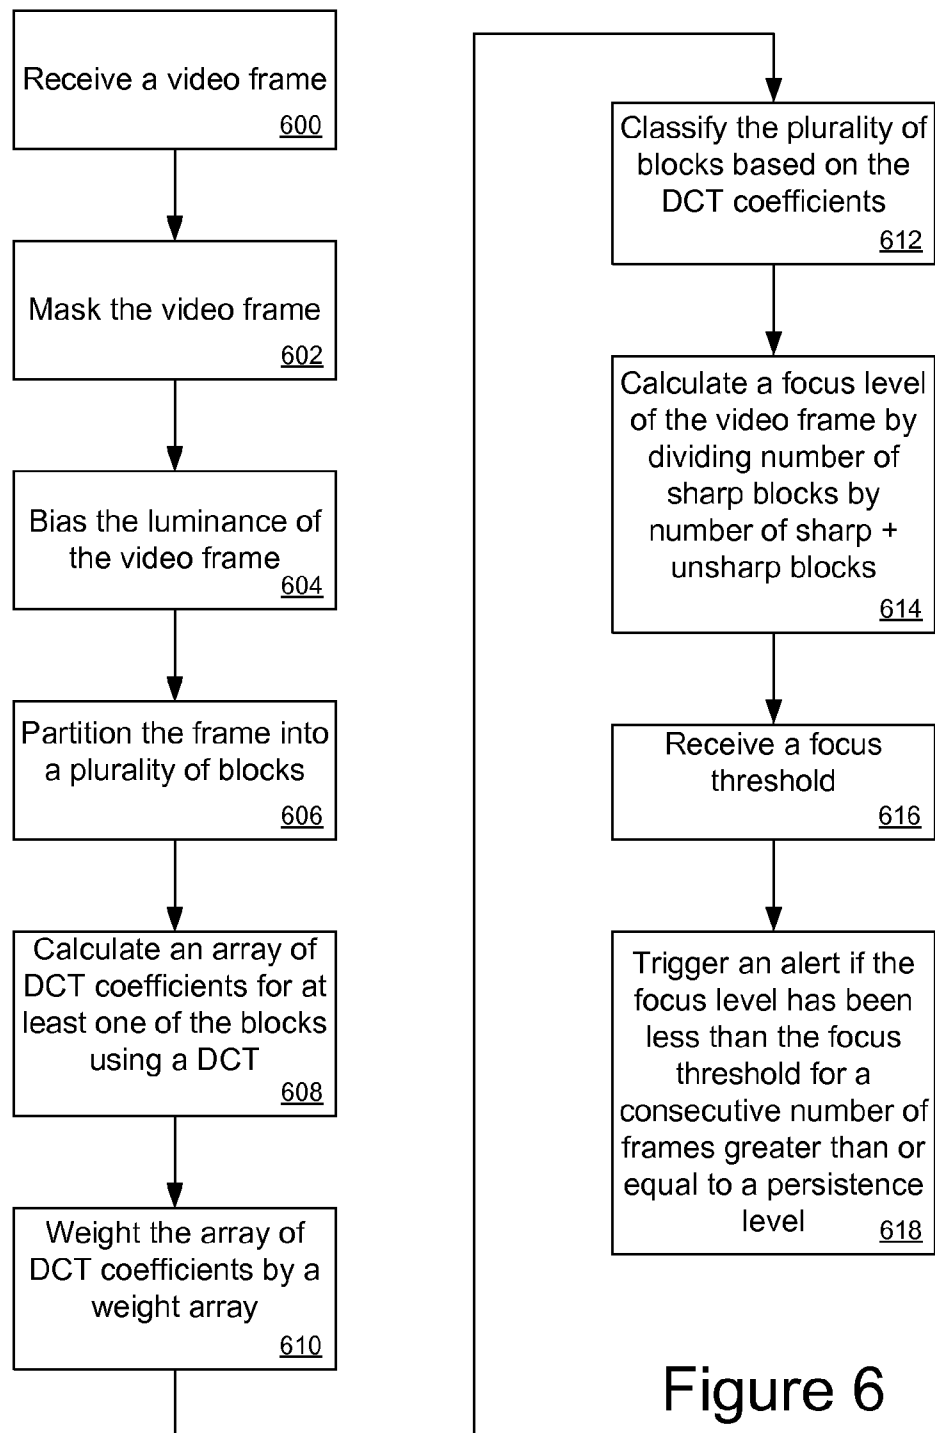 Receive a video frame
600
Mask the video frame
602
Bias the luminance of
the video frame
604
Partition the frame into
a plurality of blocks
606
Calculate an array of
DCT coefficients for at
least one of the blocks
using a DCT
608
Weight the array of
DCT coefficients by a
weight array
610
Classify the plurality of
blocks based on the
DCT coefficients
612
Calculate a focus level
of the video frame by
dividing number of
sharp blocks by
number of sharp +
unsharp blocks
614
Receive a focus
threshold
616
Trigger an alert if the
focus level has been
less than the focus
threshold for a
consecutive number of
frames greater than or
equal to a persistence
level
618
Figure 6